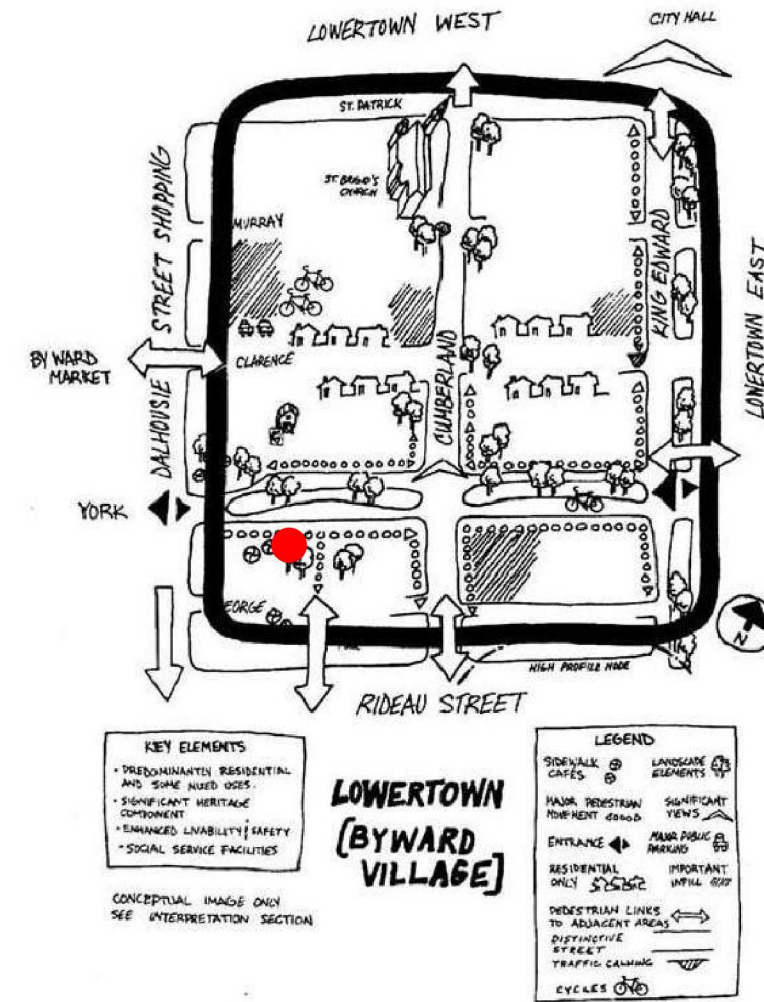 LOWERTOWN WEST
CITY HALL
ST. PATRICK
ST. BRIGID'S
CHURCH
MURRAY
DALHOUSIE STREET SHOPPING
KING EDWARD
LOWERTOWN EAST
BY WARD
MARKET
CLARENCE
CUMBERLAND
YORK
EORGE
N
HIGH PROFILE NODE
RIDEAU STREET
KEY ELEMENTS
• PREDOMINANTLY RESIDENTIAL
AND SOME MIXED USES.
• SIGNIFICANT HERITAGE
COMPONENT
• ENHANCED LIVABILITY / SAFETY
• SOCIAL SERVICE FACILITIES
CONCEPTUAL IMAGE ONLY
SEE INTERPRETATION SECTION
LOWERTOWN
[BYWARD
VILLAGE]
LEGEND
SIDEWALK
CAFÉS
LANDSCAPE
ELEMENTS
MAJOR PEDESTRIAN
MOVEMENT
SIGNIFICANT
VIEWS
ENTRANCE
MAJOR PUBLIC
PARKING
RESIDENTIAL
ONLY
IMPORTANT
INFILL
PEDESTRIAN LINKS
TO ADJACENT AREAS
DISTINCTIVE
STREET
TRAFFIC CALMING
CYCLES